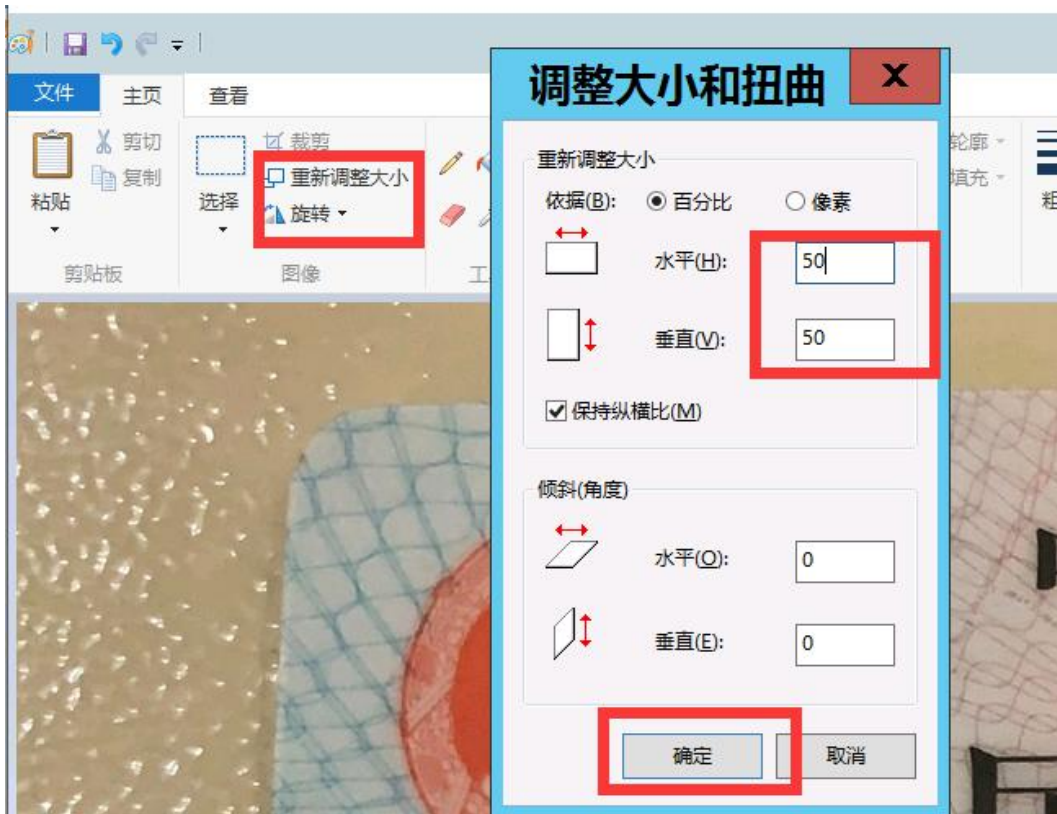 文件 主页 查看
剪切
复制
粘贴
剪贴板
选择
裁剪
重新调整大小
旋转
图像
轮廓
填充
调整大小和扭曲 X
重新调整大小
依据(B): 百分比 像素
水平(H): 50
垂直(V): 50
保持纵横比(M)
倾斜(角度)
水平(O): 0
垂直(E): 0
确定 取消